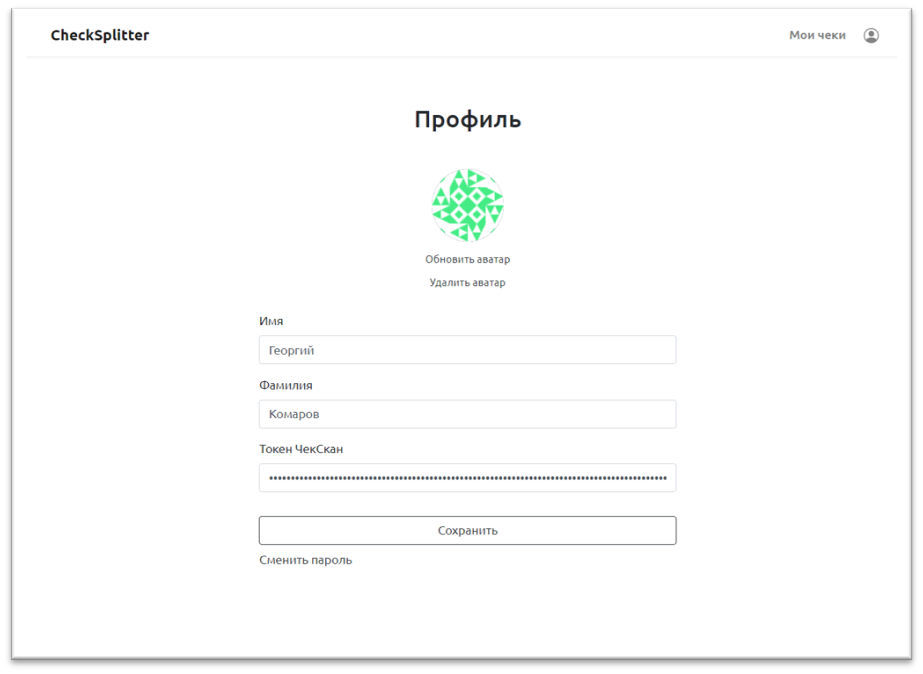 CheckSplitter
Мои чеки
Профиль
Обновить аватар
Удалить аватар
Имя
Георгий
Фамилия
Комаров
Токен ЧекСкан
Сохранить
Сменить пароль